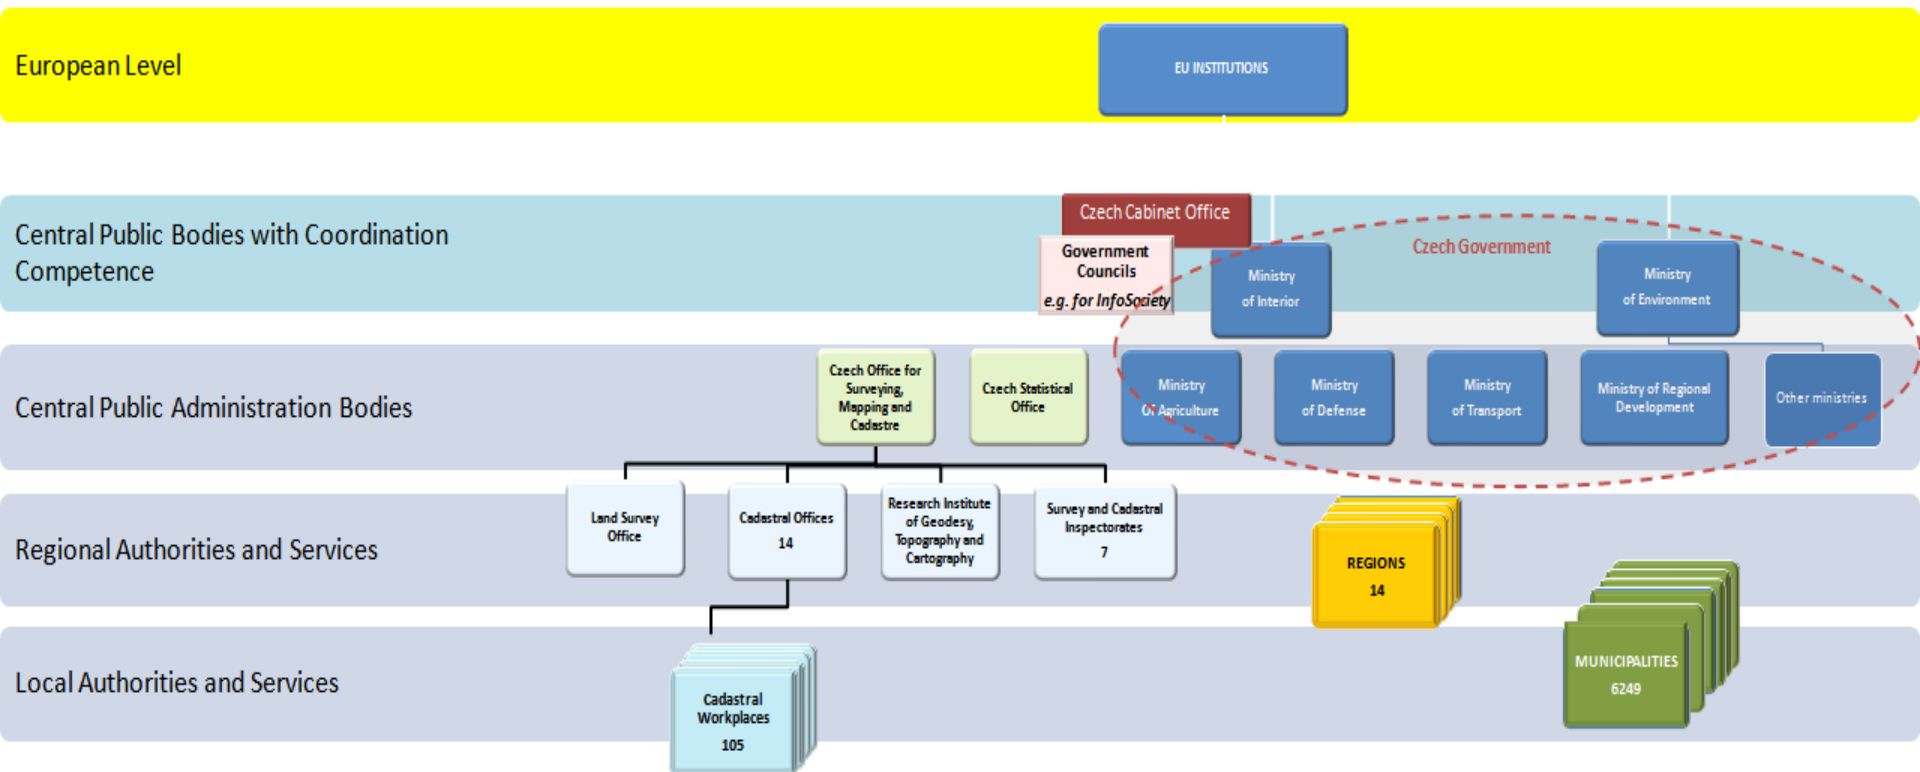 European Level
EU INSTITUTIONS
Central Public Bodies with Coordination
Competence
Czech Cabinet Office
Government
Councils
e.g. for InfoSociety
Czech Government
Ministry
of Interior
Ministry
of Environment
Central Public Administration Bodies
Czech Office for
Surveying,
Mapping and
Cadastre
Czech Statistical
Office
Ministry
Of Agriculture
Ministry
of Defense
Ministry
of Transport
Ministry of Regional
Development
Other ministries
Regional Authorities and Services
Land Survey
Office
Cadastral Offices
14
Research Institute
of Geodesy,
Topography and
Cartography
Survey and Cadastral
Inspectorates
7
REGIONS
14
Local Authorities and Services
Cadastral
Workplaces
105
MUNICIPALITIES
6249